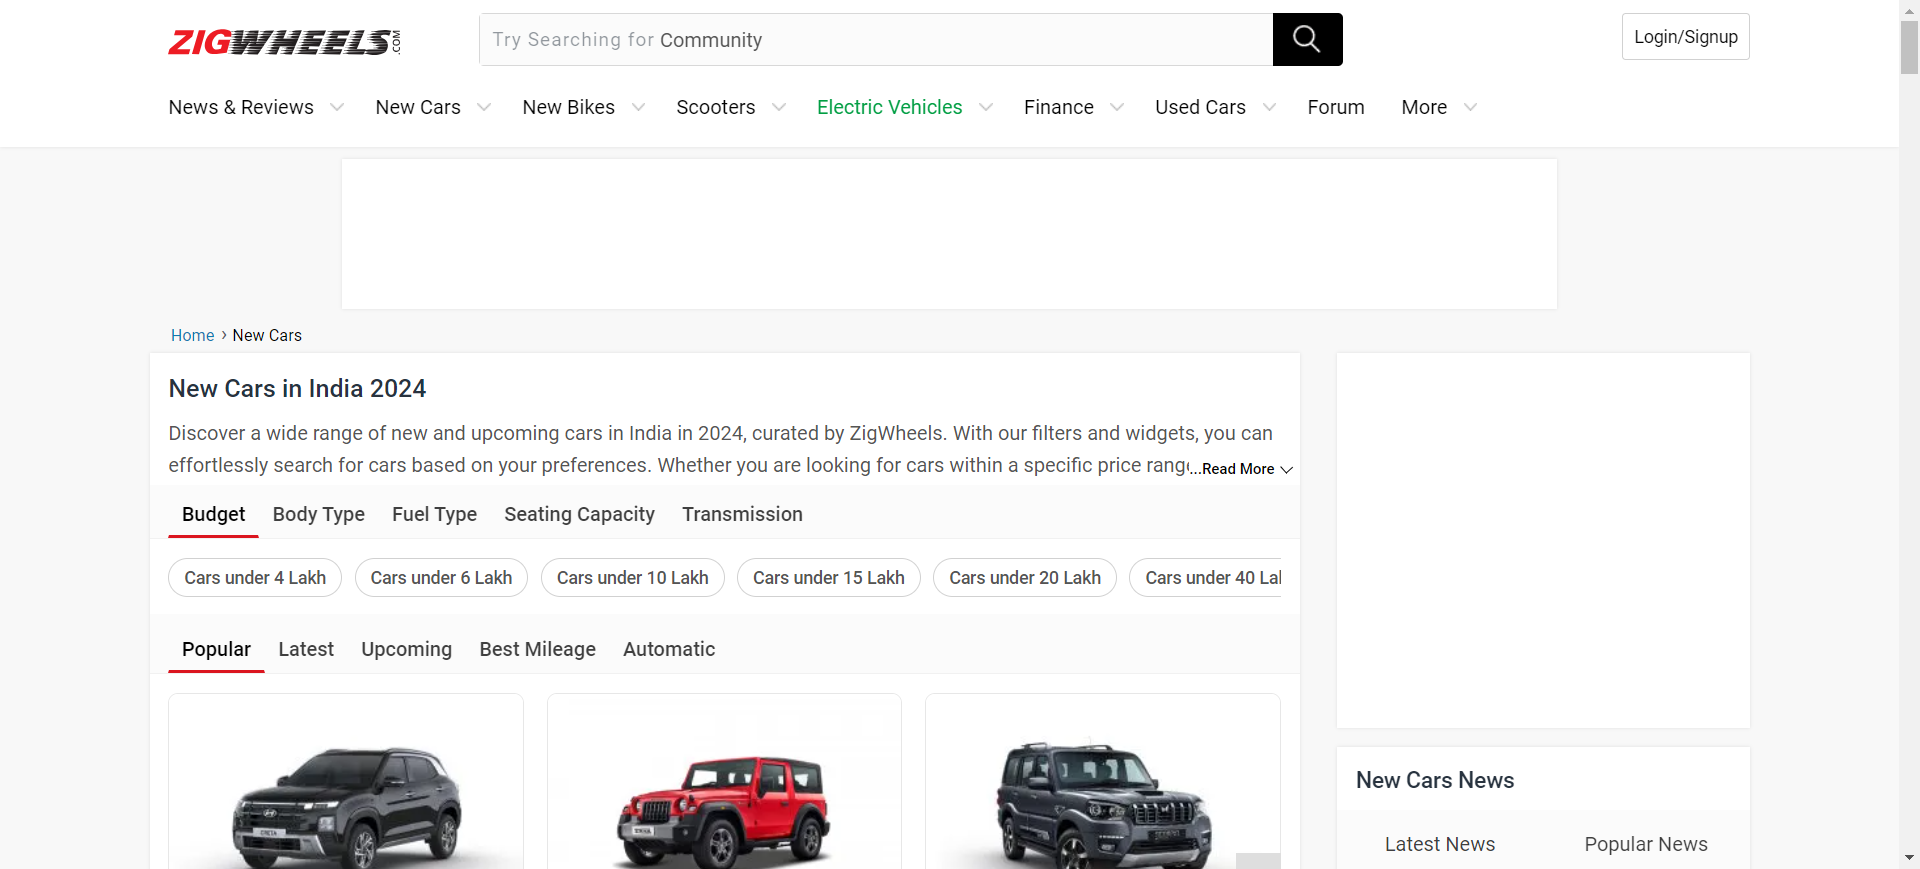 ZIGWHEELS.COM
Try Searching for Community
Login/Signup
News & Reviews
New Cars
New Bikes
Scooters
Electric Vehicles
Finance
Used Cars
Forum
More
Home › New Cars
New Cars in India 2024
Discover a wide range of new and upcoming cars in India in 2024, curated by ZigWheels. With our filters and widgets, you can
effortlessly search for cars based on your preferences. Whether you are looking for cars within a specific price rang ...Read More
Budget
Body Type
Fuel Type
Seating Capacity
Transmission
Cars under 4 Lakh
Cars under 6 Lakh
Cars under 10 Lakh
Cars under 15 Lakh
Cars under 20 Lakh
Cars under 40 La
Popular
Latest
Upcoming
Best Mileage
Automatic
CRETA
New Cars News
Latest News
Popular News